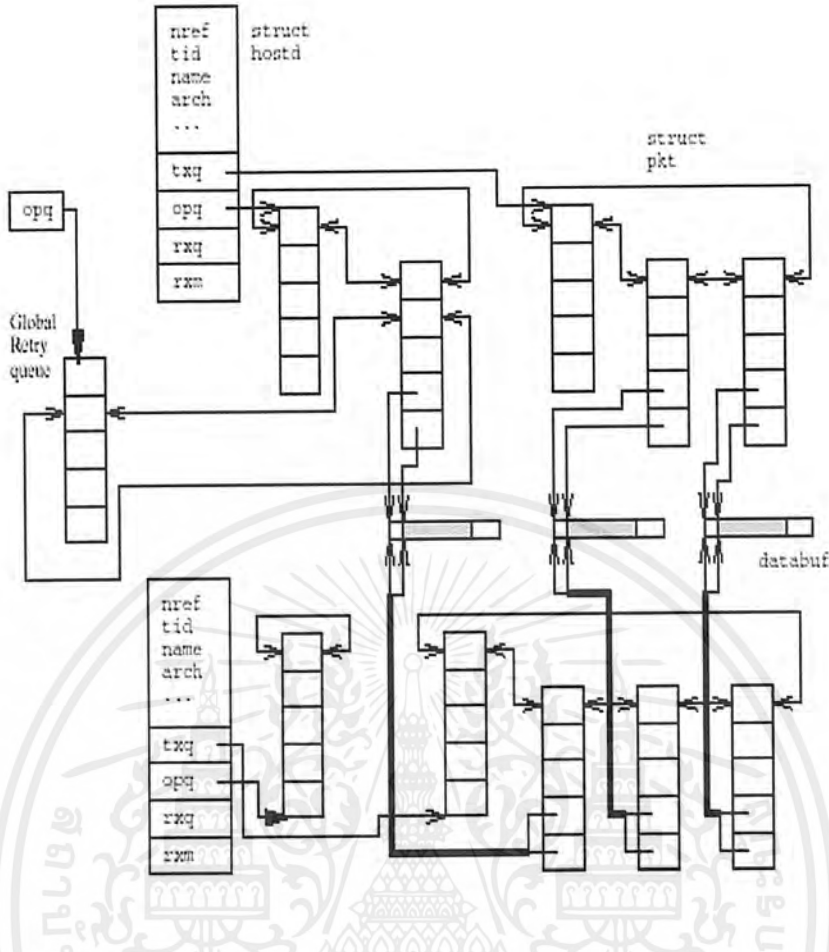 nref
tid
name
arch
...
txq
opq
rxq
rxm
struct
hostd
struct
pkt
opq
Global
Retry
queue
databuf
nref
tid
name
arch
...
txq
opq
rxq
rxm